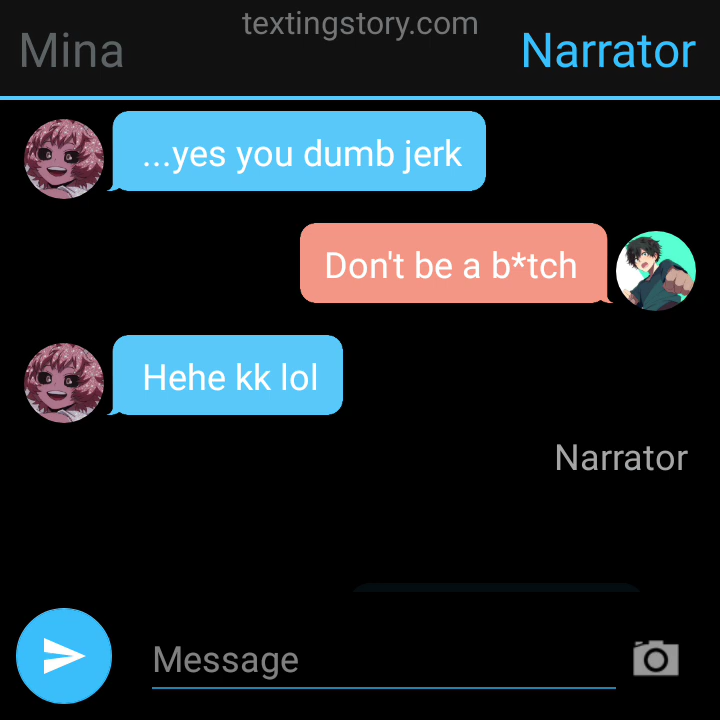 textingstory.com
Mina
Narrator
...yes you dumb jerk
Don't be a b*tch
Hehe kk lol
Narrator
Message